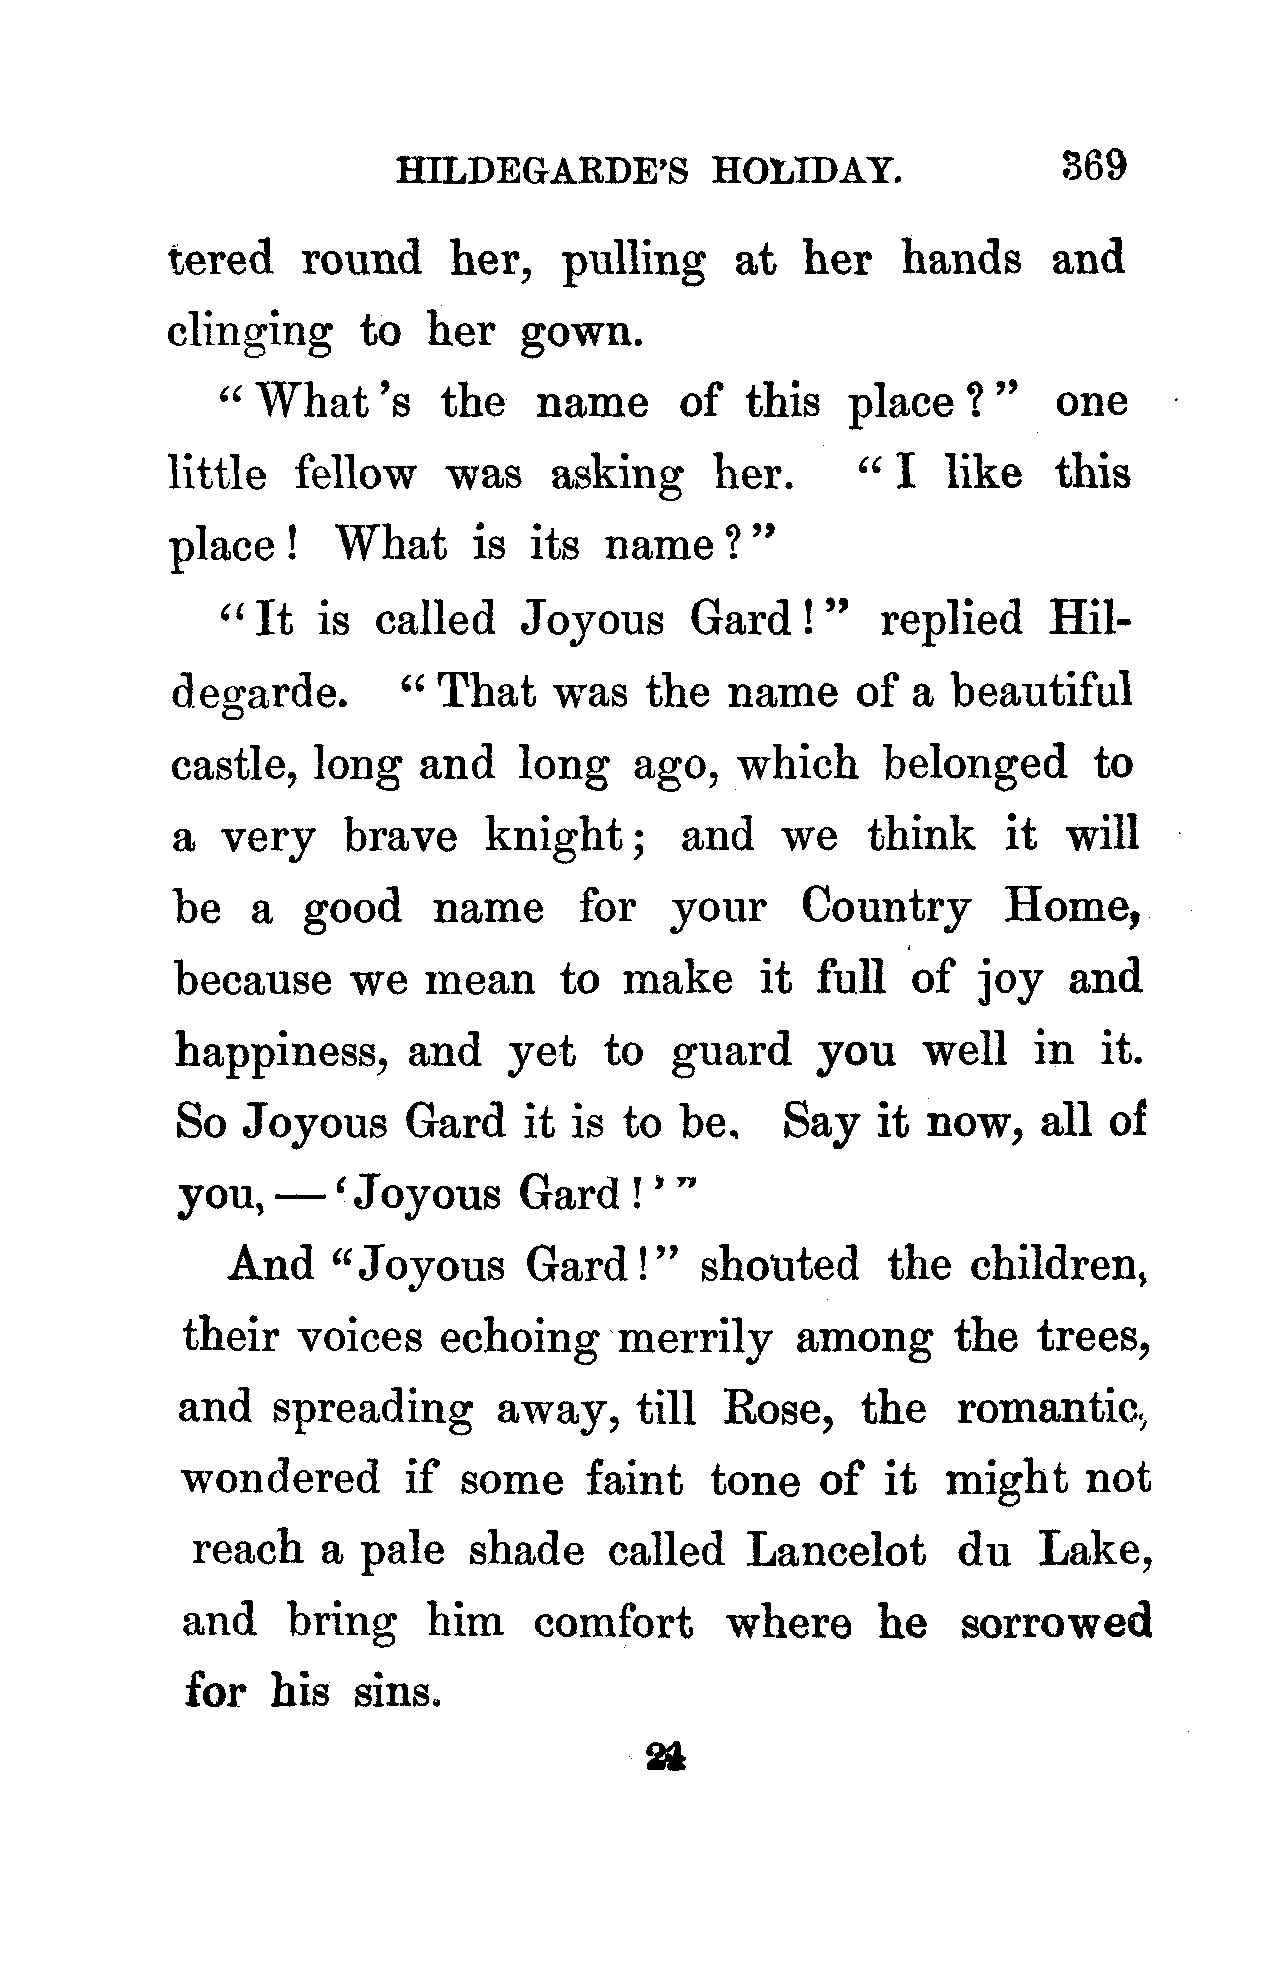 HILDEGARDE'S HOLIDAY. 369
tered round her, pulling at her hands and
clinging to her gown.
“What's the name of this place?” one
little fellow was asking her. “I like this
place! What is its name?”
“It is called Joyous Gard!” replied Hil-
degarde. “That was the name of a beautiful
castle, long and long ago, which belonged to
a very brave knight; and we think it will
be a good name for your Country Home,
because we mean to make it full of joy and
happiness, and yet to guard you well in it.
So Joyous Gard it is to be. Say it now, all of
you, — ‘Joyous Gard!’”
And “Joyous Gard!” shouted the children,
their voices echoing merrily among the trees,
and spreading away, till Rose, the romantic,
wondered if some faint tone of it might not
reach a pale shade called Lancelot du Lake,
and bring him comfort where he sorrowed
for his sins.
24